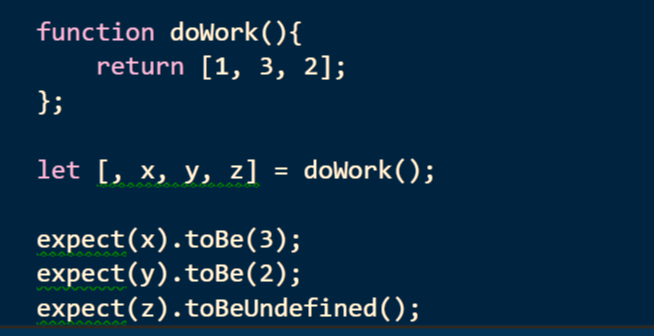 function doWork(){
    return [1, 3, 2];
};
let [, x, y, z] = doWork();
expect(x).toBe(3);
expect(y).toBe(2);
expect(z).toBeUndefined();